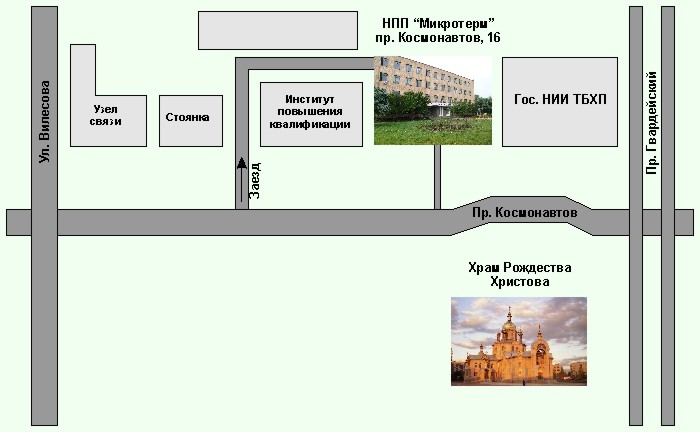 НПП “Микротерм”
пр. Космонавтов, 16
Ул. Вилесова
Узел
связи
Стоянка
Институт
повышения
квалификации
Гос. НИИ ТБХП
Пр. Гвардейский
Заезд
Пр. Космонавтов
Храм Рождества
Христова